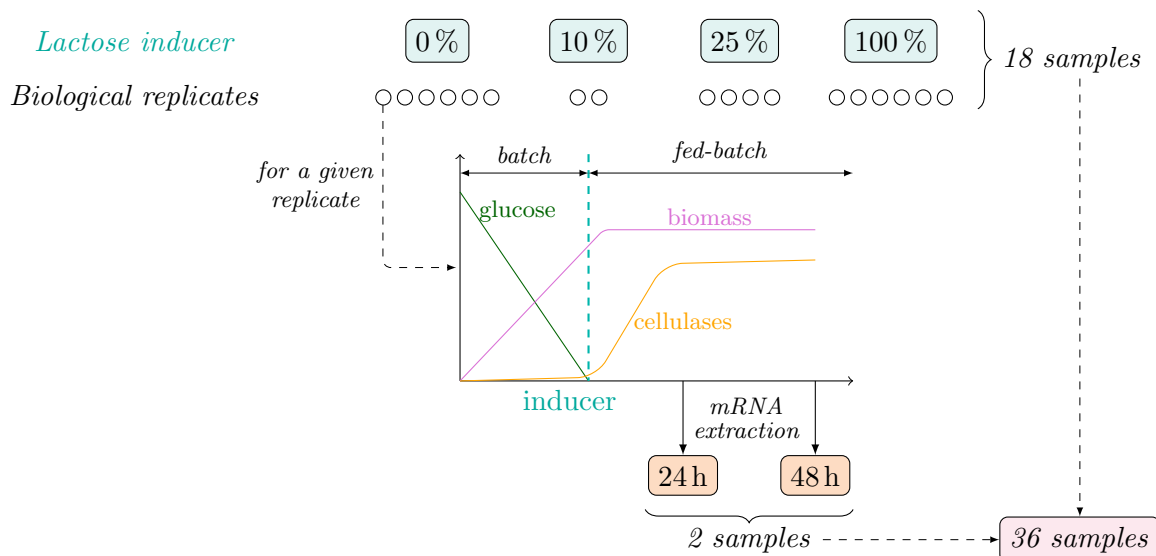 Lactose inducer 0 % 10 % 25 % 100 %
18 samples
Biological replicates
for a given
replicate
batch fed-batch
glucose
biomass
cellulases
inducer
mRNA
extraction
24 h 48 h
2 samples 36 samples